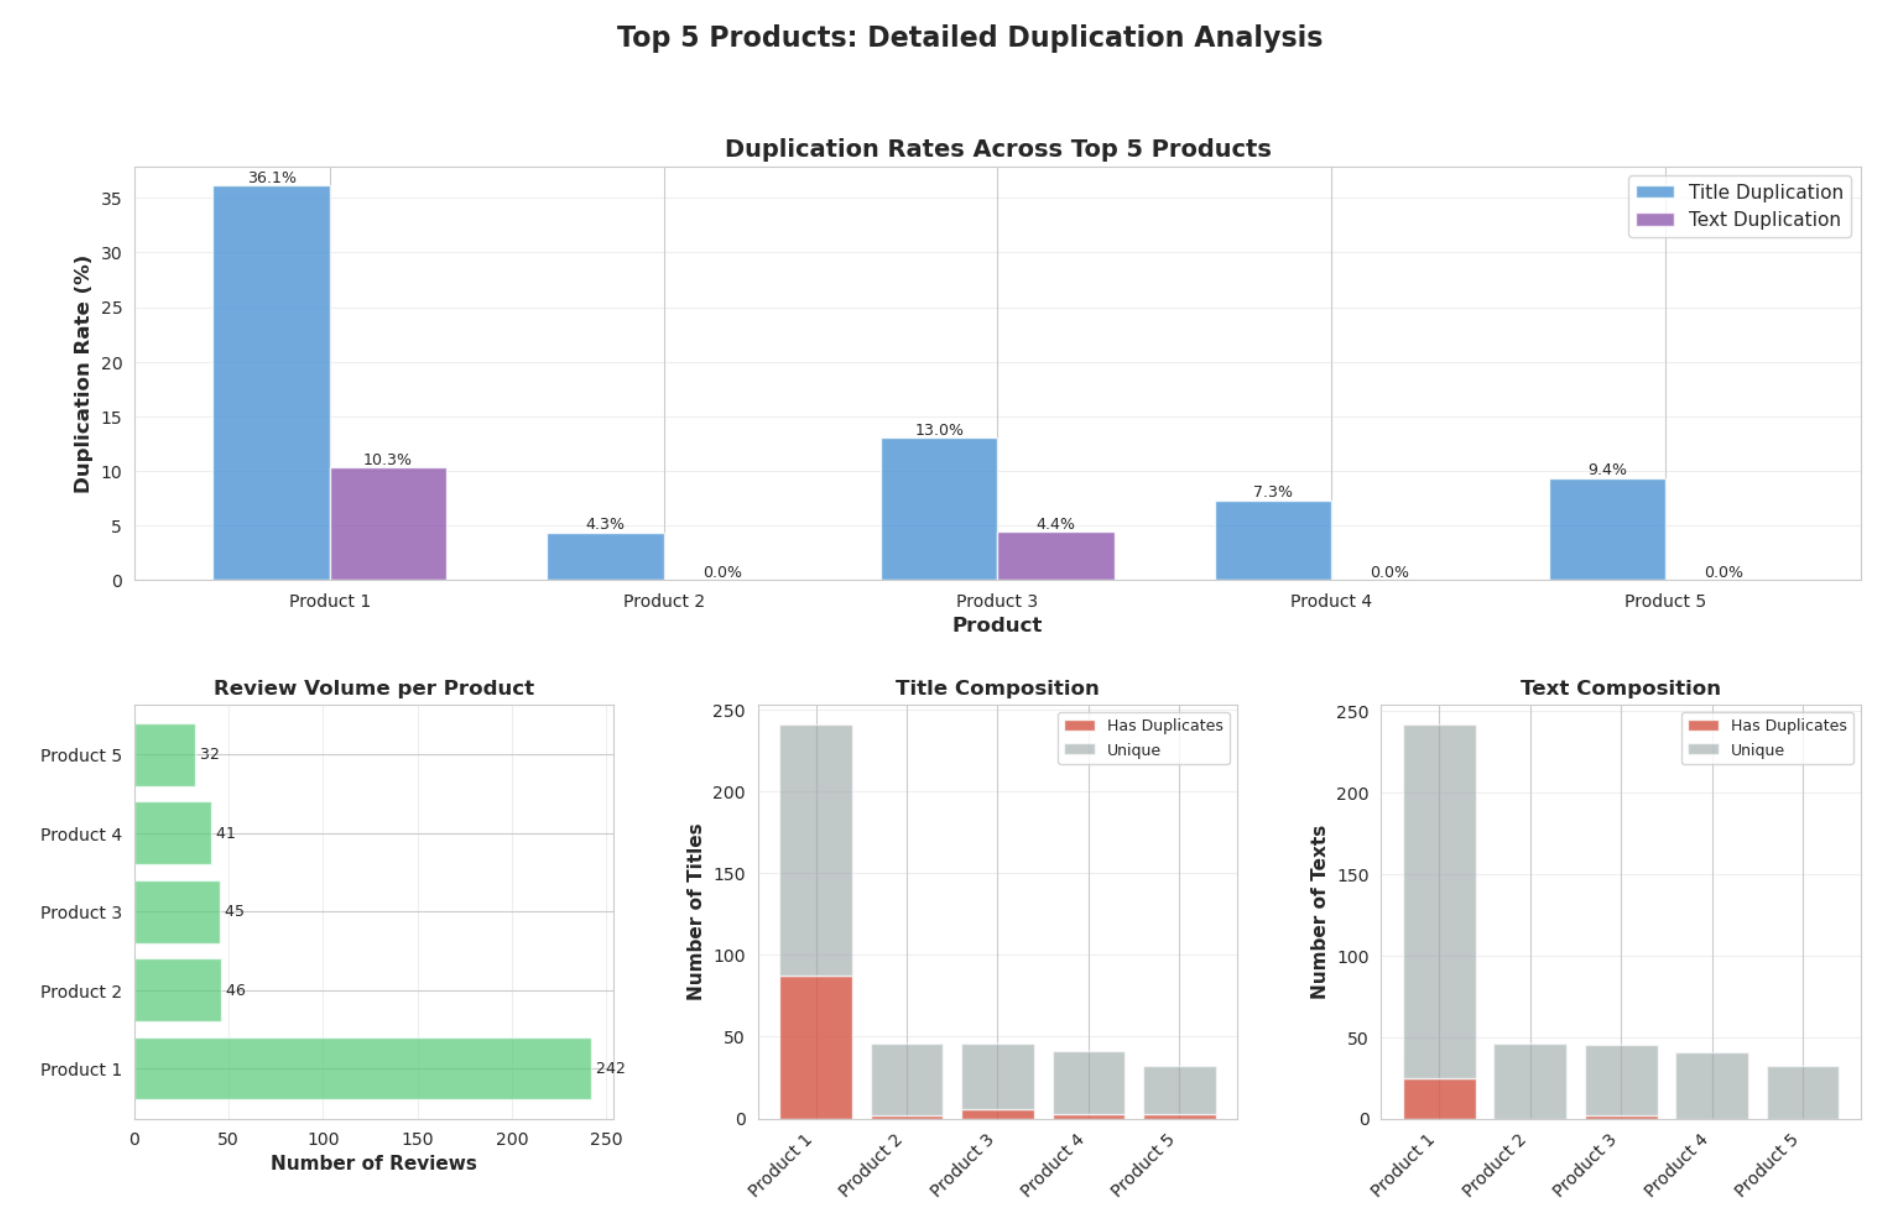 Top 5 Products: Detailed Duplication Analysis
Duplication Rates Across Top 5 Products
Duplication Rate (%)
35
30
25
20
15
10
5
0
36.1%
10.3%
4.3%
0.0%
13.0%
4.4%
7.3%
0.0%
9.4%
0.0%
Title Duplication
Text Duplication
Product 1
Product 2
Product 3
Product 4
Product 5
Product
Review Volume per Product
Product 5
32
Product 4
41
Product 3
45
Product 2
46
Product 1
242
0
50
100
150
200
250
Number of Reviews
Title Composition
Number of Titles
250
200
150
100
50
0
Has Duplicates
Unique
Product 1
Product 2
Product 3
Product 4
Product 5
Text Composition
Number of Texts
250
200
150
100
50
0
Has Duplicates
Unique
Product 1
Product 2
Product 3
Product 4
Product 5